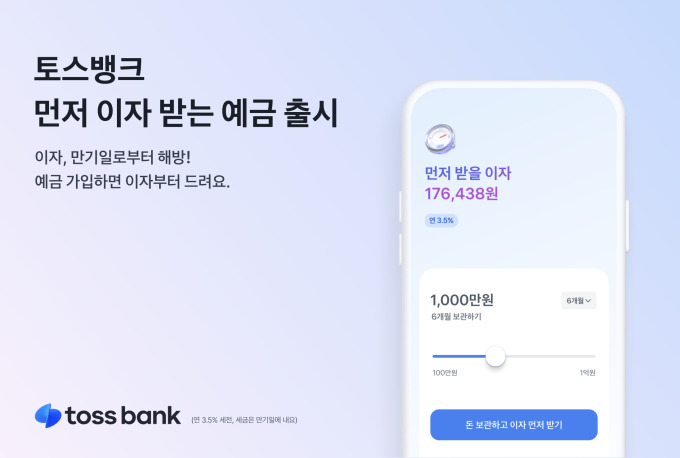 토스뱅크
먼저 이자 받는 예금 출시
이자, 만기일로부터 해방!
예금 가입하면 이자부터 드려요.
먼저 받을 이자
176,438원
연 3.5%
1,000만원
6개월
6개월 보관하기
100만원
1억원
돈 보관하고 이자 먼저 받기
toss bank (연 3.5% 세전, 세금은 만기일에 내요)